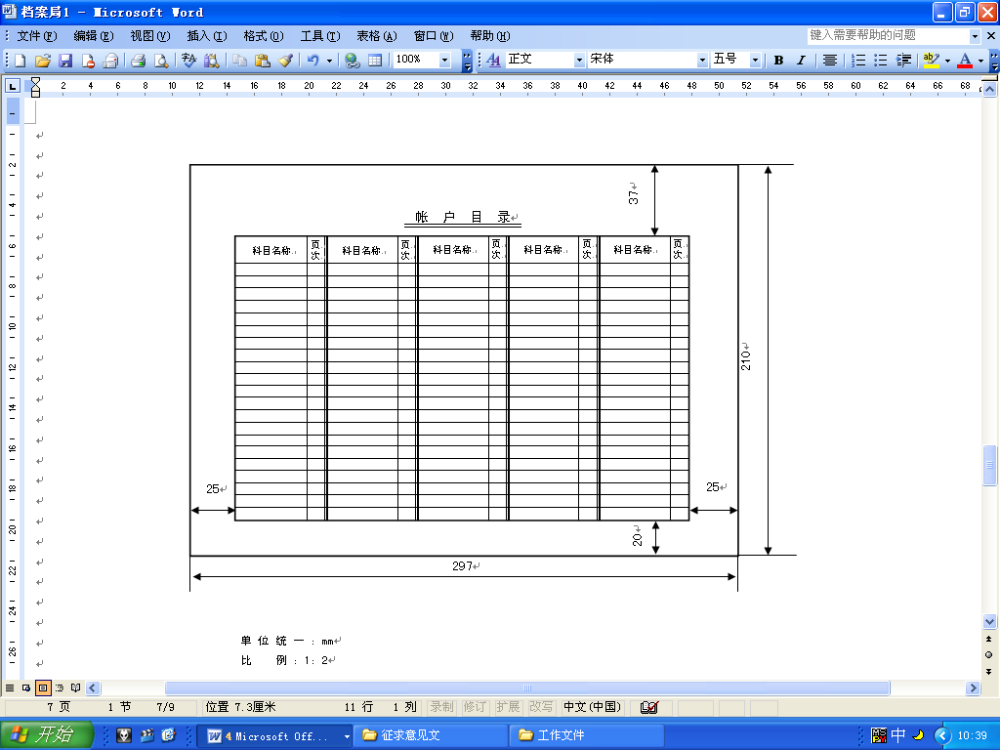 档案局1 - Microsoft Word
文件(F) 编辑(E) 视图(V) 插入(I) 格式(O) 工具(T) 表格(A) 窗口(W) 帮助(H) 键入需要帮助的问题
100% 正文 宋体 五号 B I A
2 4 6 8 10 12 14 16 18 20 22 24 26 28 30 32 34 36 38 40 42 44 46 48 50 52 54 56 58 60 62 64 66 68
2
4
6
8
10
12
14
16
18
20
22
24
26
37
帐 户 目 录
科目名称 页次 科目名称 页次 科目名称 页次 科目名称 页次 科目名称 页次
210
25 25
20
297
单 位 统 一 : mm
比 例 : 1: 2
7 页 1 节 7/9 位置 7.3厘米 11 行 1 列 录制 修订 扩展 改写 中文(中国)
开始 4 Microsoft Off... 征求意见文 工作文件 中 10:39